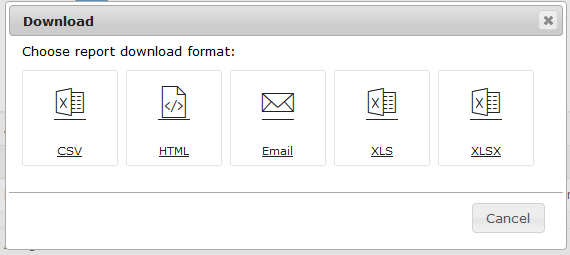 Download
Choose report download format:
CSV HTML Email XLS XLSX
Cancel